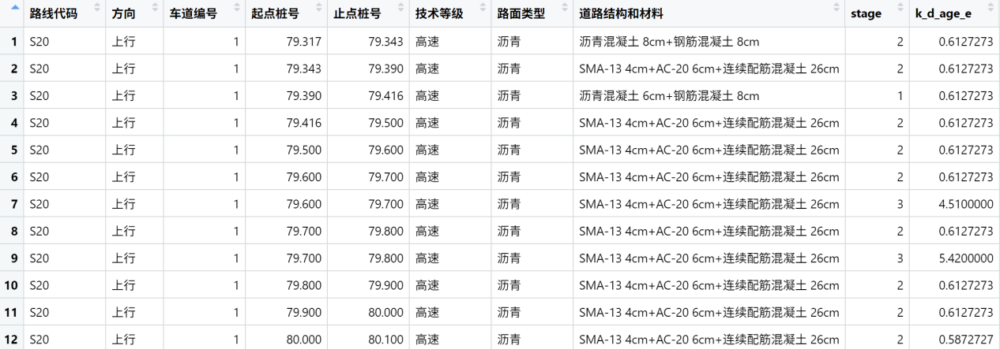 路线代码 方向 车道编号 起点桩号 止点桩号 技术等级 路面类型 道路结构和材料 stage k_d_age_e
1 S20 上行 1 79.317 79.343 高速 沥青 沥青混凝土 8cm+钢筋混凝土 8cm 2 0.6127273
2 S20 上行 1 79.343 79.390 高速 沥青 SMA-13 4cm+AC-20 6cm+连续配筋混凝土 26cm 2 0.6127273
3 S20 上行 1 79.390 79.416 高速 沥青 沥青混凝土 6cm+钢筋混凝土 8cm 1 0.6127273
4 S20 上行 1 79.416 79.500 高速 沥青 SMA-13 4cm+AC-20 6cm+连续配筋混凝土 26cm 2 0.6127273
5 S20 上行 1 79.500 79.600 高速 沥青 SMA-13 4cm+AC-20 6cm+连续配筋混凝土 26cm 2 0.6127273
6 S20 上行 1 79.600 79.700 高速 沥青 SMA-13 4cm+AC-20 6cm+连续配筋混凝土 26cm 2 0.6127273
7 S20 上行 1 79.600 79.700 高速 沥青 SMA-13 4cm+AC-20 6cm+连续配筋混凝土 26cm 3 4.5100000
8 S20 上行 1 79.700 79.800 高速 沥青 SMA-13 4cm+AC-20 6cm+连续配筋混凝土 26cm 2 0.6127273
9 S20 上行 1 79.700 79.800 高速 沥青 SMA-13 4cm+AC-20 6cm+连续配筋混凝土 26cm 3 5.4200000
10 S20 上行 1 79.800 79.900 高速 沥青 SMA-13 4cm+AC-20 6cm+连续配筋混凝土 26cm 2 0.6127273
11 S20 上行 1 79.900 80.000 高速 沥青 SMA-13 4cm+AC-20 6cm+连续配筋混凝土 26cm 2 0.6127273
12 S20 上行 1 80.000 80.100 高速 沥青 SMA-13 4cm+AC-20 6cm+连续配筋混凝土 26cm 2 0.5872727